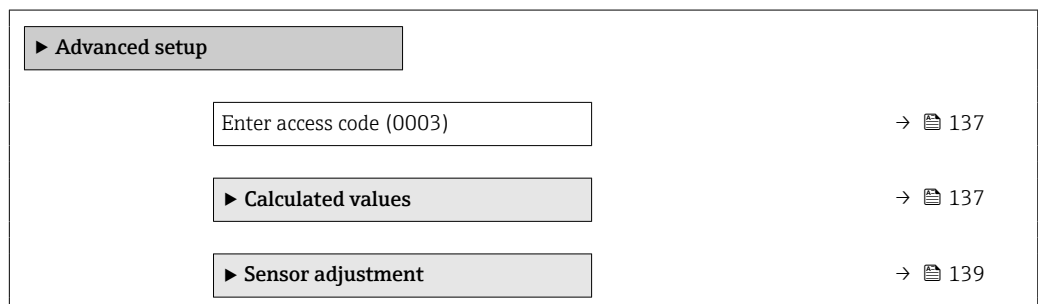 ▶ Advanced setup
Enter access code (0003) → 137
▶ Calculated values → 137
▶ Sensor adjustment → 139